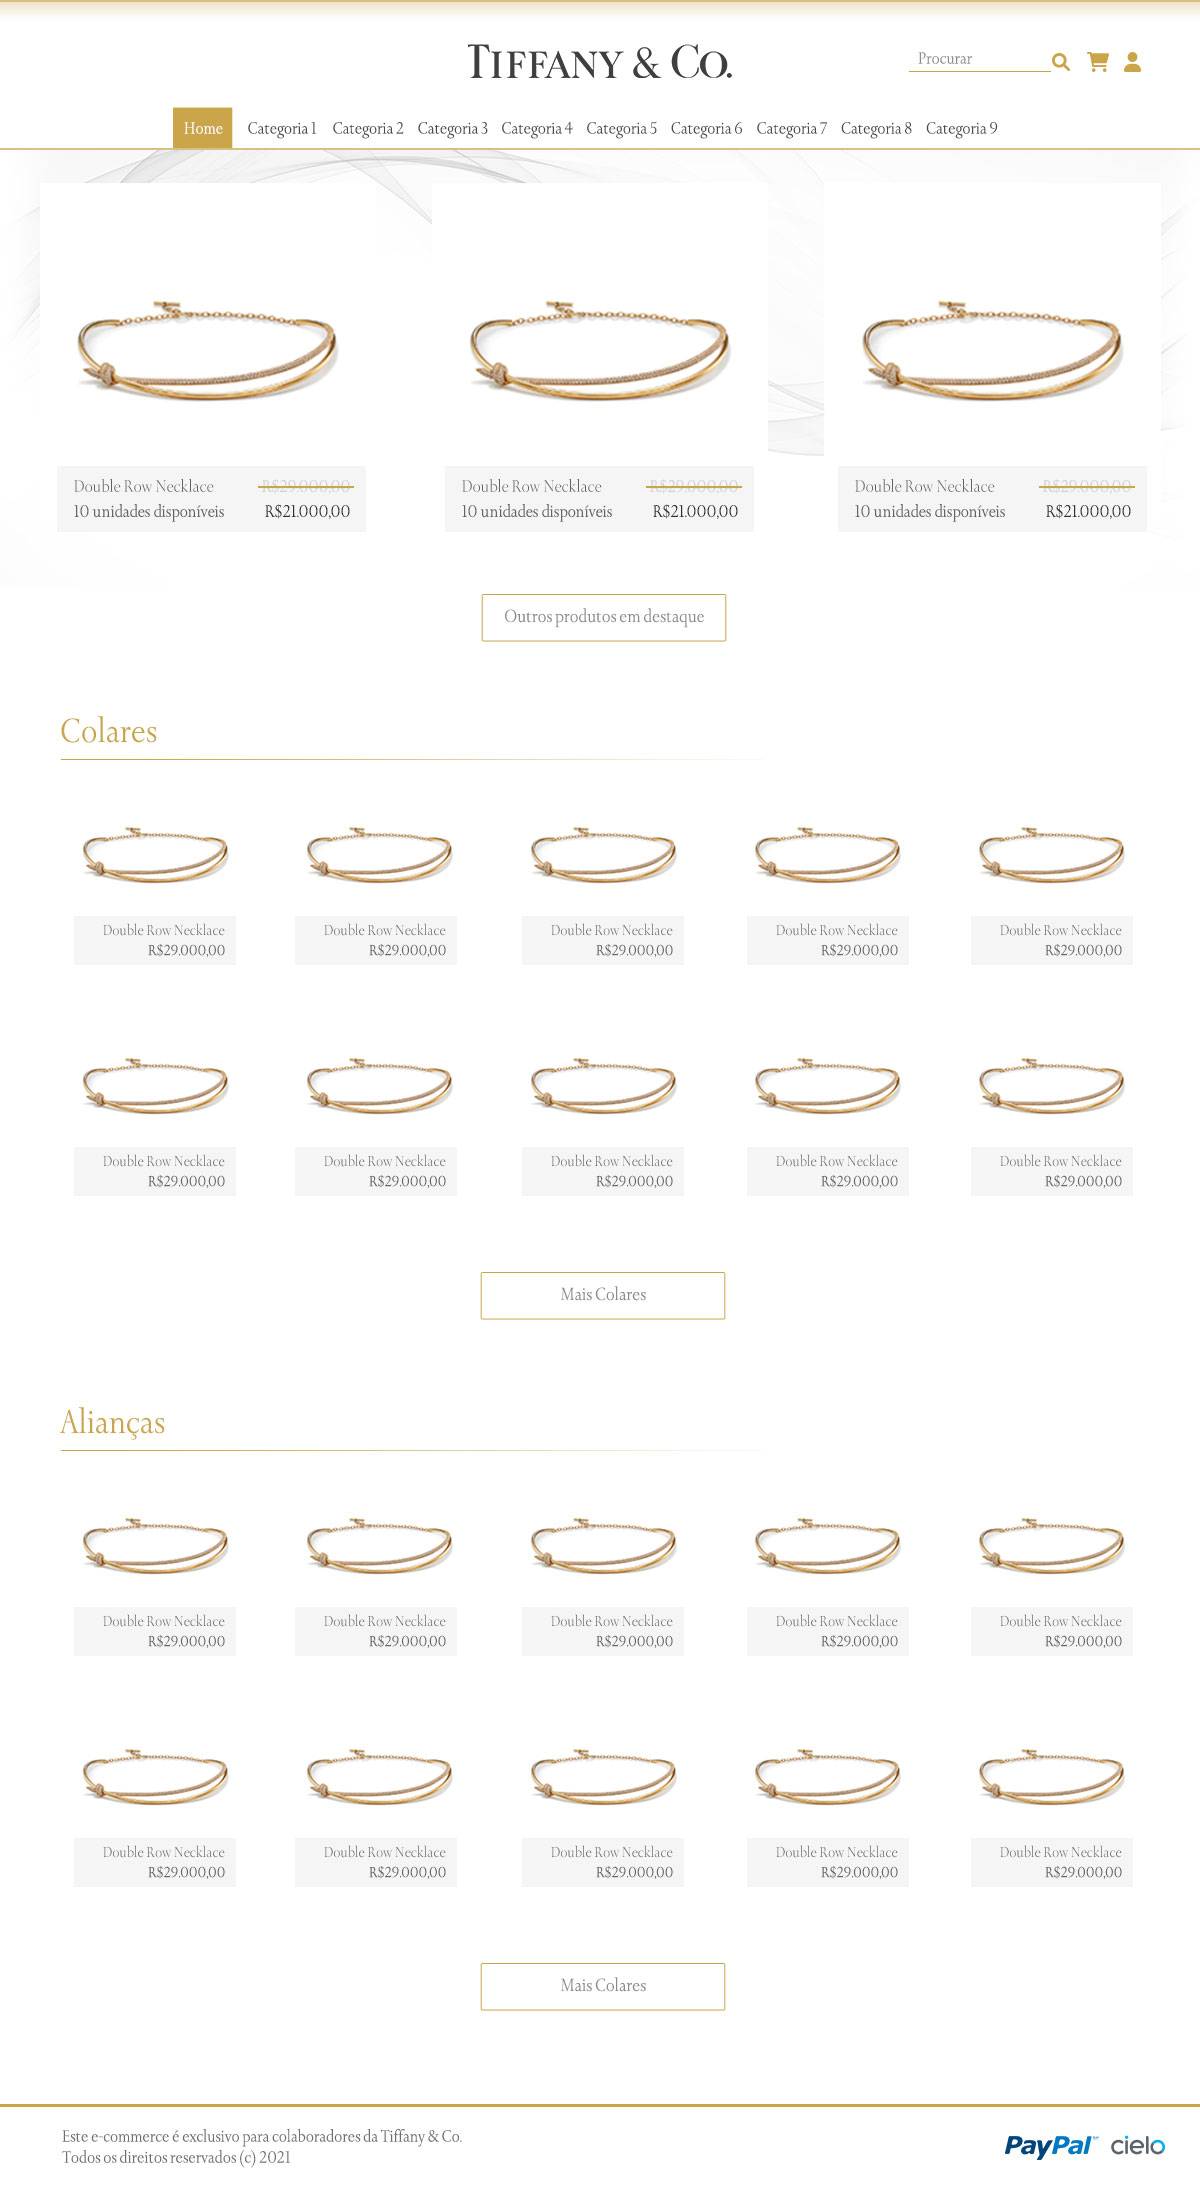 TIFFANY & CO.
Procurar
Home Categoria 1 Categoria 2 Categoria 3 Categoria 4 Categoria 5 Categoria 6 Categoria 7 Categoria 8 Categoria 9
Double Row Necklace R$29.000,00
10 unidades disponíveis R$21.000,00
Double Row Necklace R$29.000,00
10 unidades disponíveis R$21.000,00
Double Row Necklace R$29.000,00
10 unidades disponíveis R$21.000,00
Outros produtos em destaque
Colares
Double Row Necklace
R$29.000,00
Double Row Necklace
R$29.000,00
Double Row Necklace
R$29.000,00
Double Row Necklace
R$29.000,00
Double Row Necklace
R$29.000,00
Double Row Necklace
R$29.000,00
Double Row Necklace
R$29.000,00
Double Row Necklace
R$29.000,00
Double Row Necklace
R$29.000,00
Double Row Necklace
R$29.000,00
Mais Colares
Alianças
Double Row Necklace
R$29.000,00
Double Row Necklace
R$29.000,00
Double Row Necklace
R$29.000,00
Double Row Necklace
R$29.000,00
Double Row Necklace
R$29.000,00
Double Row Necklace
R$29.000,00
Double Row Necklace
R$29.000,00
Double Row Necklace
R$29.000,00
Double Row Necklace
R$29.000,00
Double Row Necklace
R$29.000,00
Mais Colares
Este e-commerce é exclusivo para colaboradores da Tiffany & Co.
Todos os direitos reservados (c) 2021
PayPal cielo